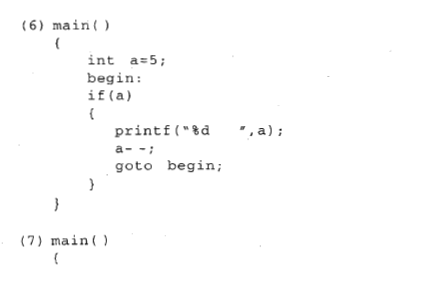 (6) main( )
{
int a=5;
begin:
if(a)
{
printf("%d ",a);
a- -;
goto begin;
}
}
(7) main( )
{